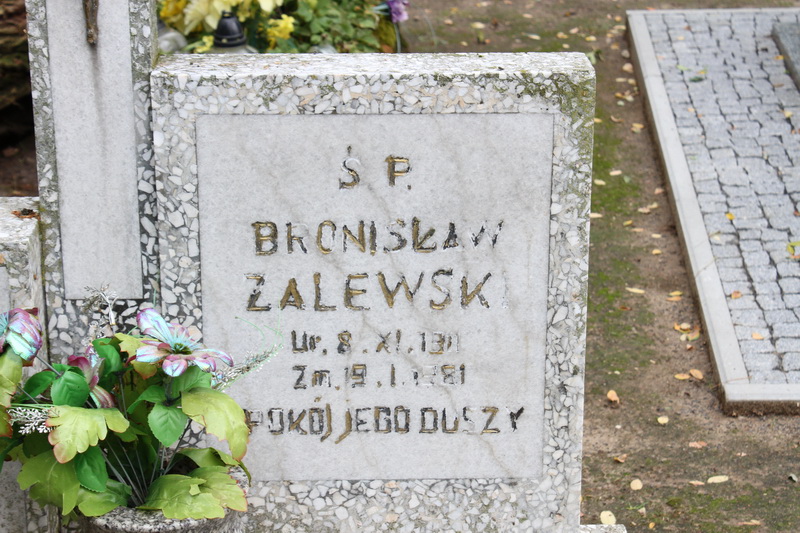 Ś P.
BRONISŁAW
ZALEWSKI
Ur. 8. XI. 1911
Zm. 19. I. 1981
POKÓJ JEGO DUSZY